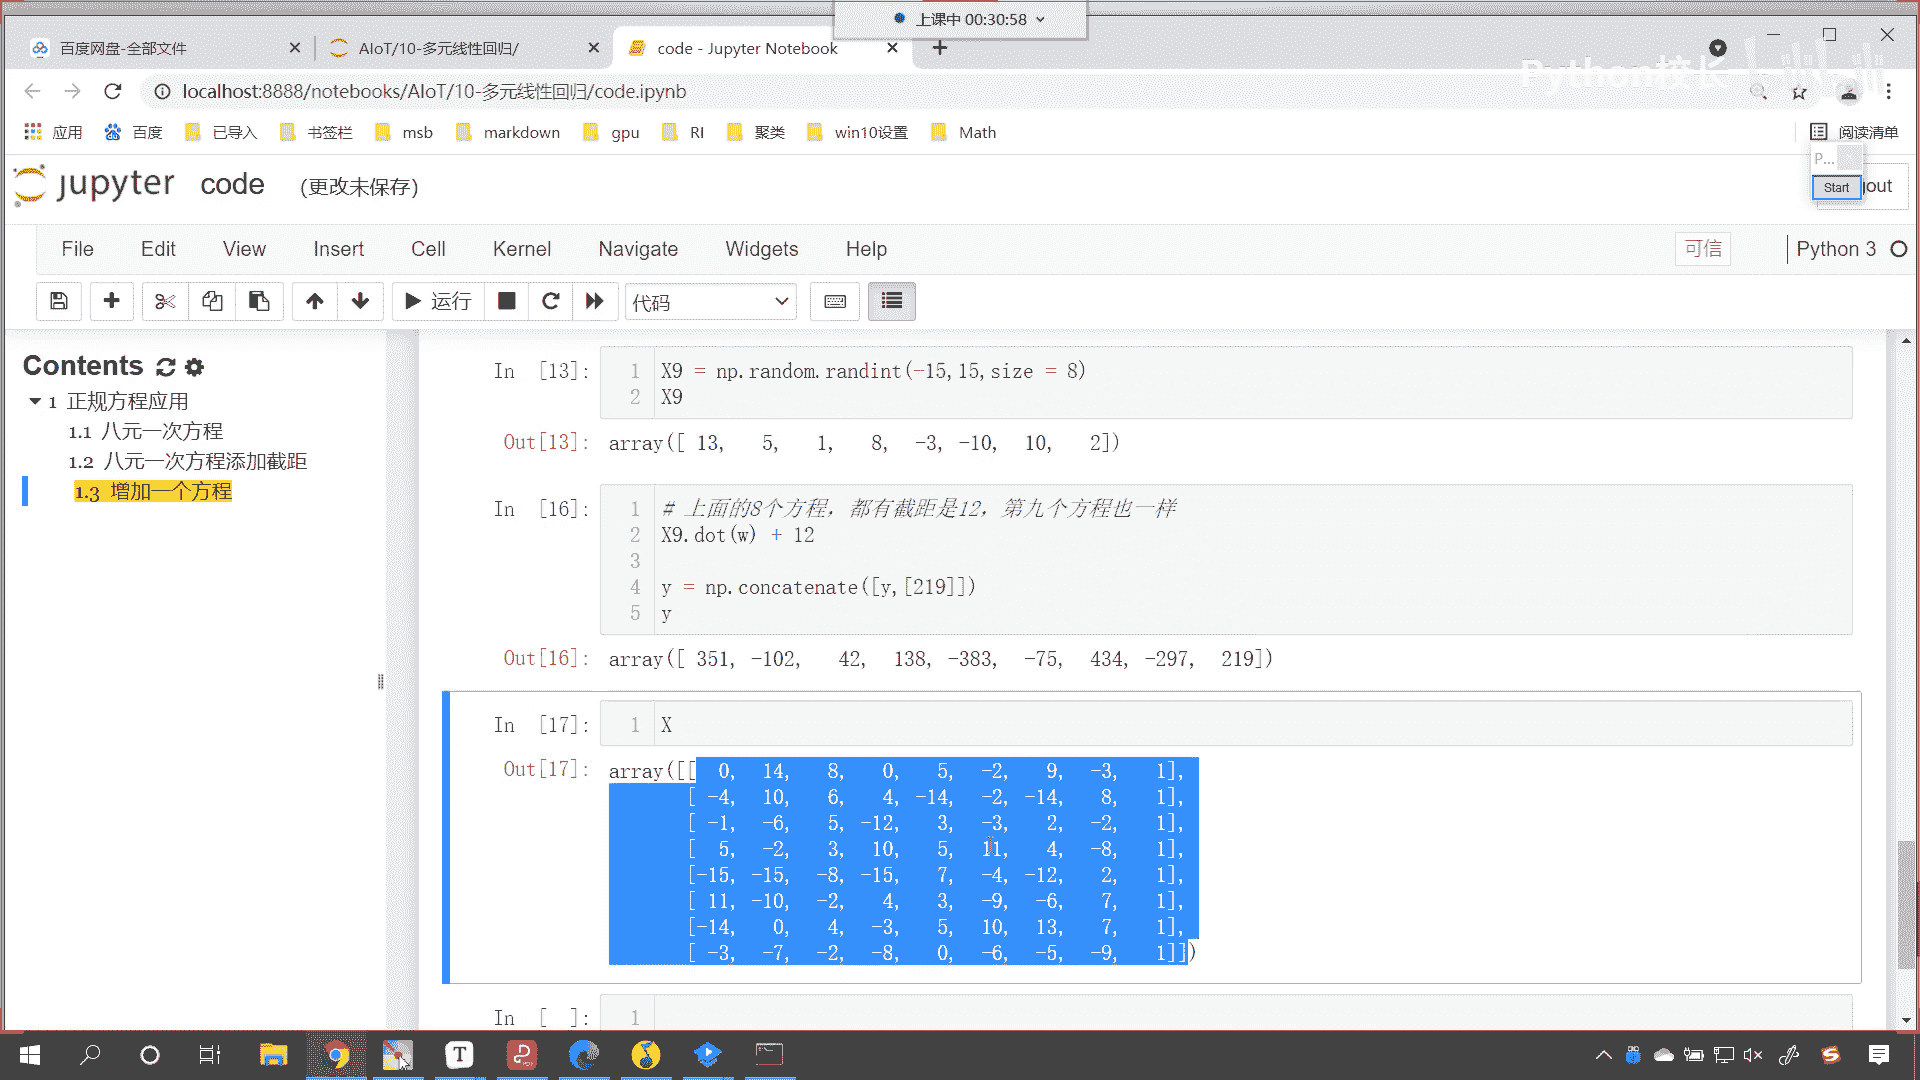 上课中 00:30:58
百度网盘-全部文件
AIoT/10-多元线性回归/
code - Jupyter Notebook
Python校长
localhost:8888/notebooks/AIoT/10-多元线性回归/code.ipynb
应用 百度 已导入 书签栏 msb markdown gpu RI 聚类 win10设置 Math 阅读清单
P...
Start
out
jupyter code (更改未保存)
File Edit View Insert Cell Kernel Navigate Widgets Help 可信 Python 3
运行 代码
Contents
1 正规方程应用
1.1 八元一次方程
1.2 八元一次方程添加截距
1.3 增加一个方程
In [13]:
1 X9 = np.random.randint(-15,15,size = 8)
2 X9
Out[13]: array([ 13, 5, 1, 8, -3, -10, 10, 2])
In [16]:
1 # 上面的8个方程，都有截距是12，第九个方程也一样
2 X9.dot(w) + 12
3
4 y = np.concatenate([y,[219]])
5 y
Out[16]: array([ 351, -102, 42, 138, -383, -75, 434, -297, 219])
In [17]:
1 X
Out[17]: array([[ 0, 14, 8, 0, 5, -2, 9, -3, 1],
[ -4, 10, 6, 4, -14, -2, -14, 8, 1],
[ -1, -6, 5, -12, 3, -3, 2, -2, 1],
[ 5, -2, 3, 10, 5, 11, 4, -8, 1],
[-15, -15, -8, -15, 7, -4, -12, 2, 1],
[ 11, -10, -2, 4, 3, -9, -6, 7, 1],
[-14, 0, 4, -3, 5, 10, 13, 7, 1],
[ -3, -7, -2, -8, 0, -6, -5, -9, 1]])
In [ ]:
1